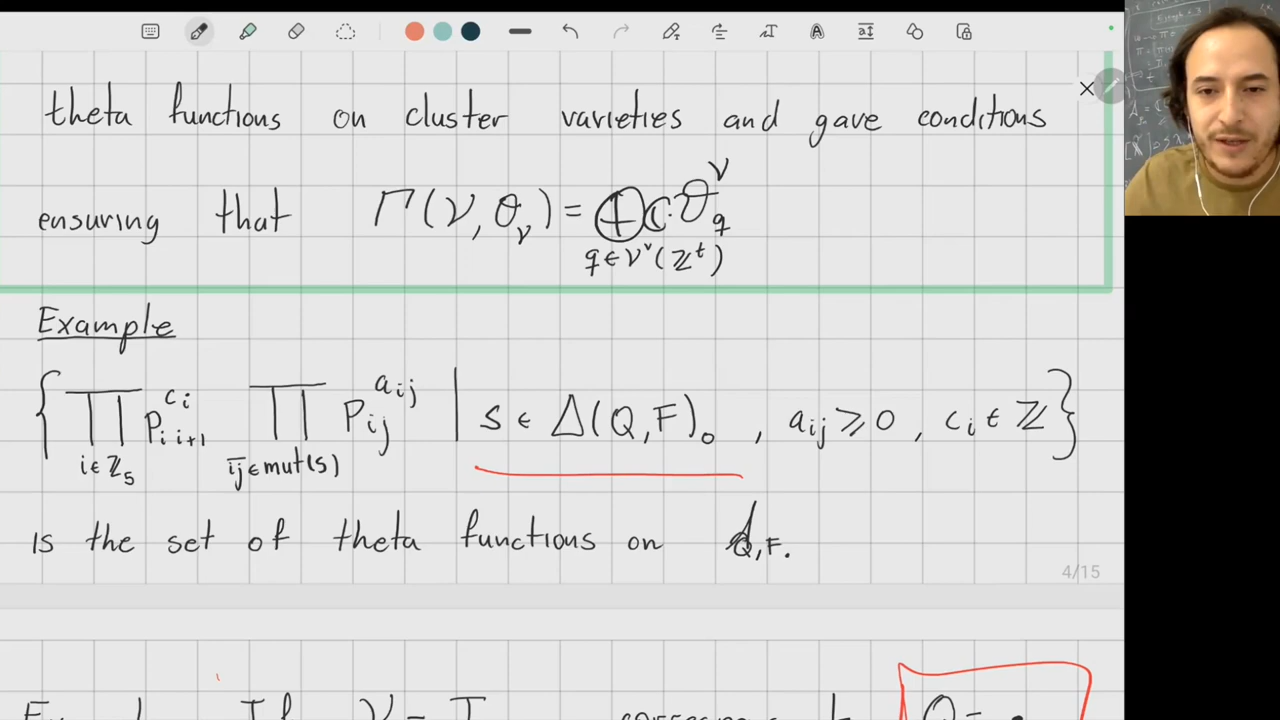 theta functions on cluster varieties and gave conditions
ensuring that Γ(𝒱, 𝒪_𝒱) = ⊕_{q ∈ 𝒱^∨(ℤ^t)} ℂ·ϑ_q^𝒱
Example
{ ∏_{i ∈ ℤ_5} P_{i i+1}^{c_i} ∏_{\overline{ij} ∈ mut(s)} P_{ij}^{a_{ij}} | s ∈ Δ(Q,F)_0 , a_{ij} ≥ 0 , c_i ∈ ℤ }
is the set of theta functions on 𝒜_{Q,F}.
4/15